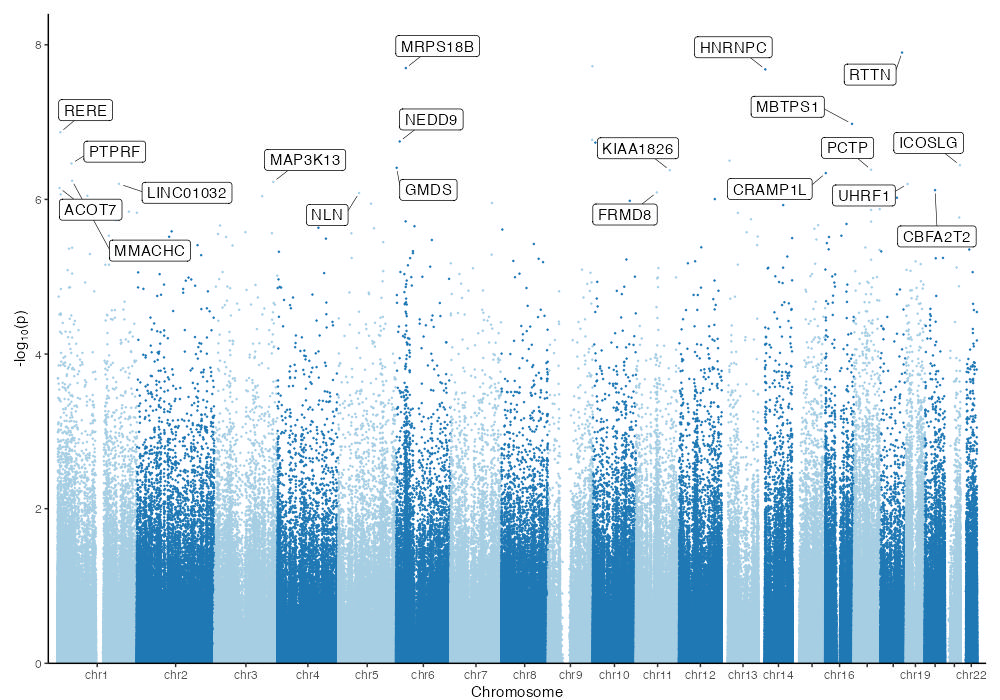 MRPS18B
HNRNPC
RTTN
RERE
MBTPS1
NEDD9
PTPRF
KIAA1826
PCTP
ICOSLG
MAP3K13
LINC01032
GMDS
CRAMP1L
UHRF1
ACOT7
NLN
FRMD8
MMACHC
CBFA2T2
8
6
4
2
0
-log10(p)
chr1 chr2 chr3 chr4 chr5 chr6 chr7 chr8 chr9 chr10 chr11 chr12 chr13 chr14 chr16 chr19 chr22
Chromosome